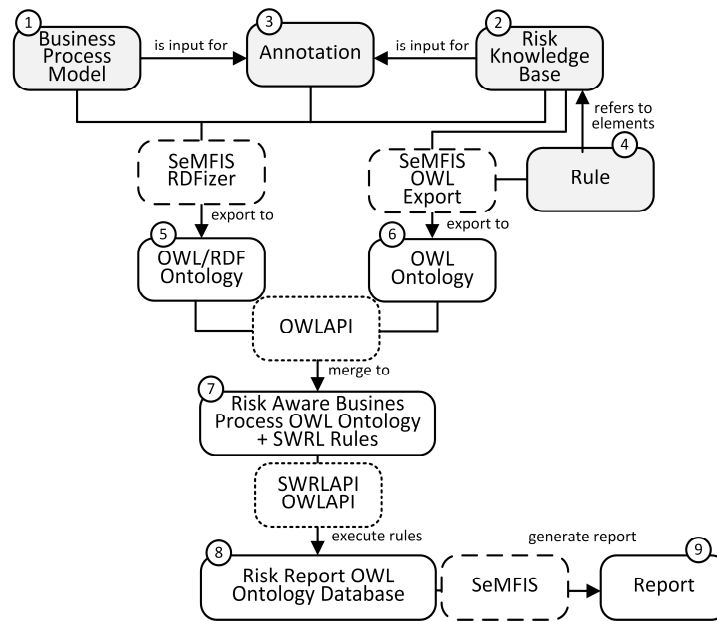 1
2
3
Business
Process
Model
is input for
Annotation
is input for
Risk
Knowledge
Base
refers to
elements
4
SeMFIS
RDFizer
SeMFIS
OWL
Export
Rule
export to
export to
5
6
OWL/RDF
Ontology
OWL
Ontology
OWLAPI
merge to
7
Risk Aware Busines
Process OWL Ontology
+ SWRL Rules
SWRLAPI
OWLAPI
execute rules
generate report
8
9
Risk Report OWL
Ontology Database
SeMFIS
Report